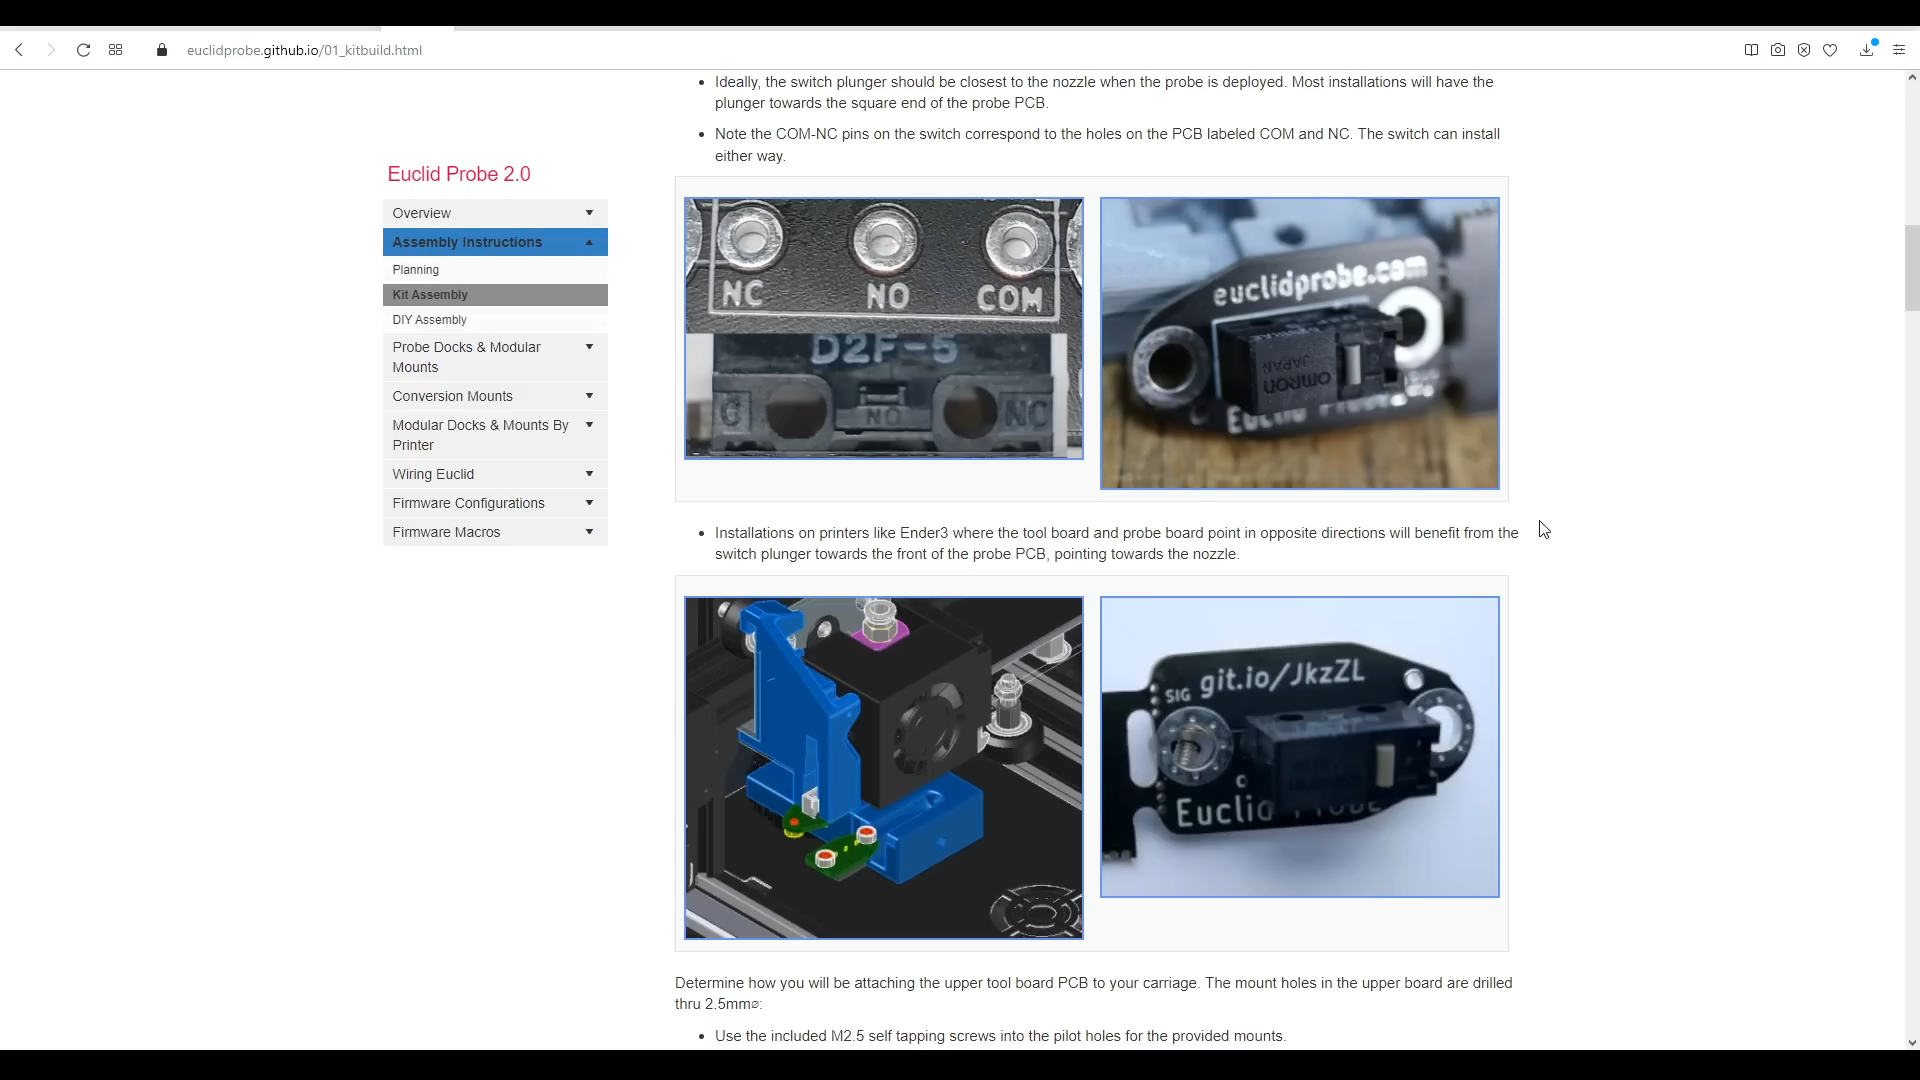 euclidprobe.github.io/01_kitbuild.html
• Ideally, the switch plunger should be closest to the nozzle when the probe is deployed. Most installations will have the
plunger towards the square end of the probe PCB.
• Note the COM-NC pins on the switch correspond to the holes on the PCB labeled COM and NC. The switch can install
either way.
Euclid Probe 2.0
Overview
Assembly Instructions
Planning
Kit Assembly
DIY Assembly
Probe Docks & Modular
Mounts
Conversion Mounts
Modular Docks & Mounts By
Printer
Wiring Euclid
Firmware Configurations
Firmware Macros
NC NO COM
D2F-5
C NO NC
euclidprobe.com
OMRON
JAPAN
Euclid Probe
• Installations on printers like Ender3 where the tool board and probe board point in opposite directions will benefit from the
switch plunger towards the front of the probe PCB, pointing towards the nozzle.
SIG git.io/JkzZL
C
Euclid Probe
Determine how you will be attaching the upper tool board PCB to your carriage. The mount holes in the upper board are drilled
thru 2.5mm⌀:
• Use the included M2.5 self tapping screws into the pilot holes for the provided mounts.